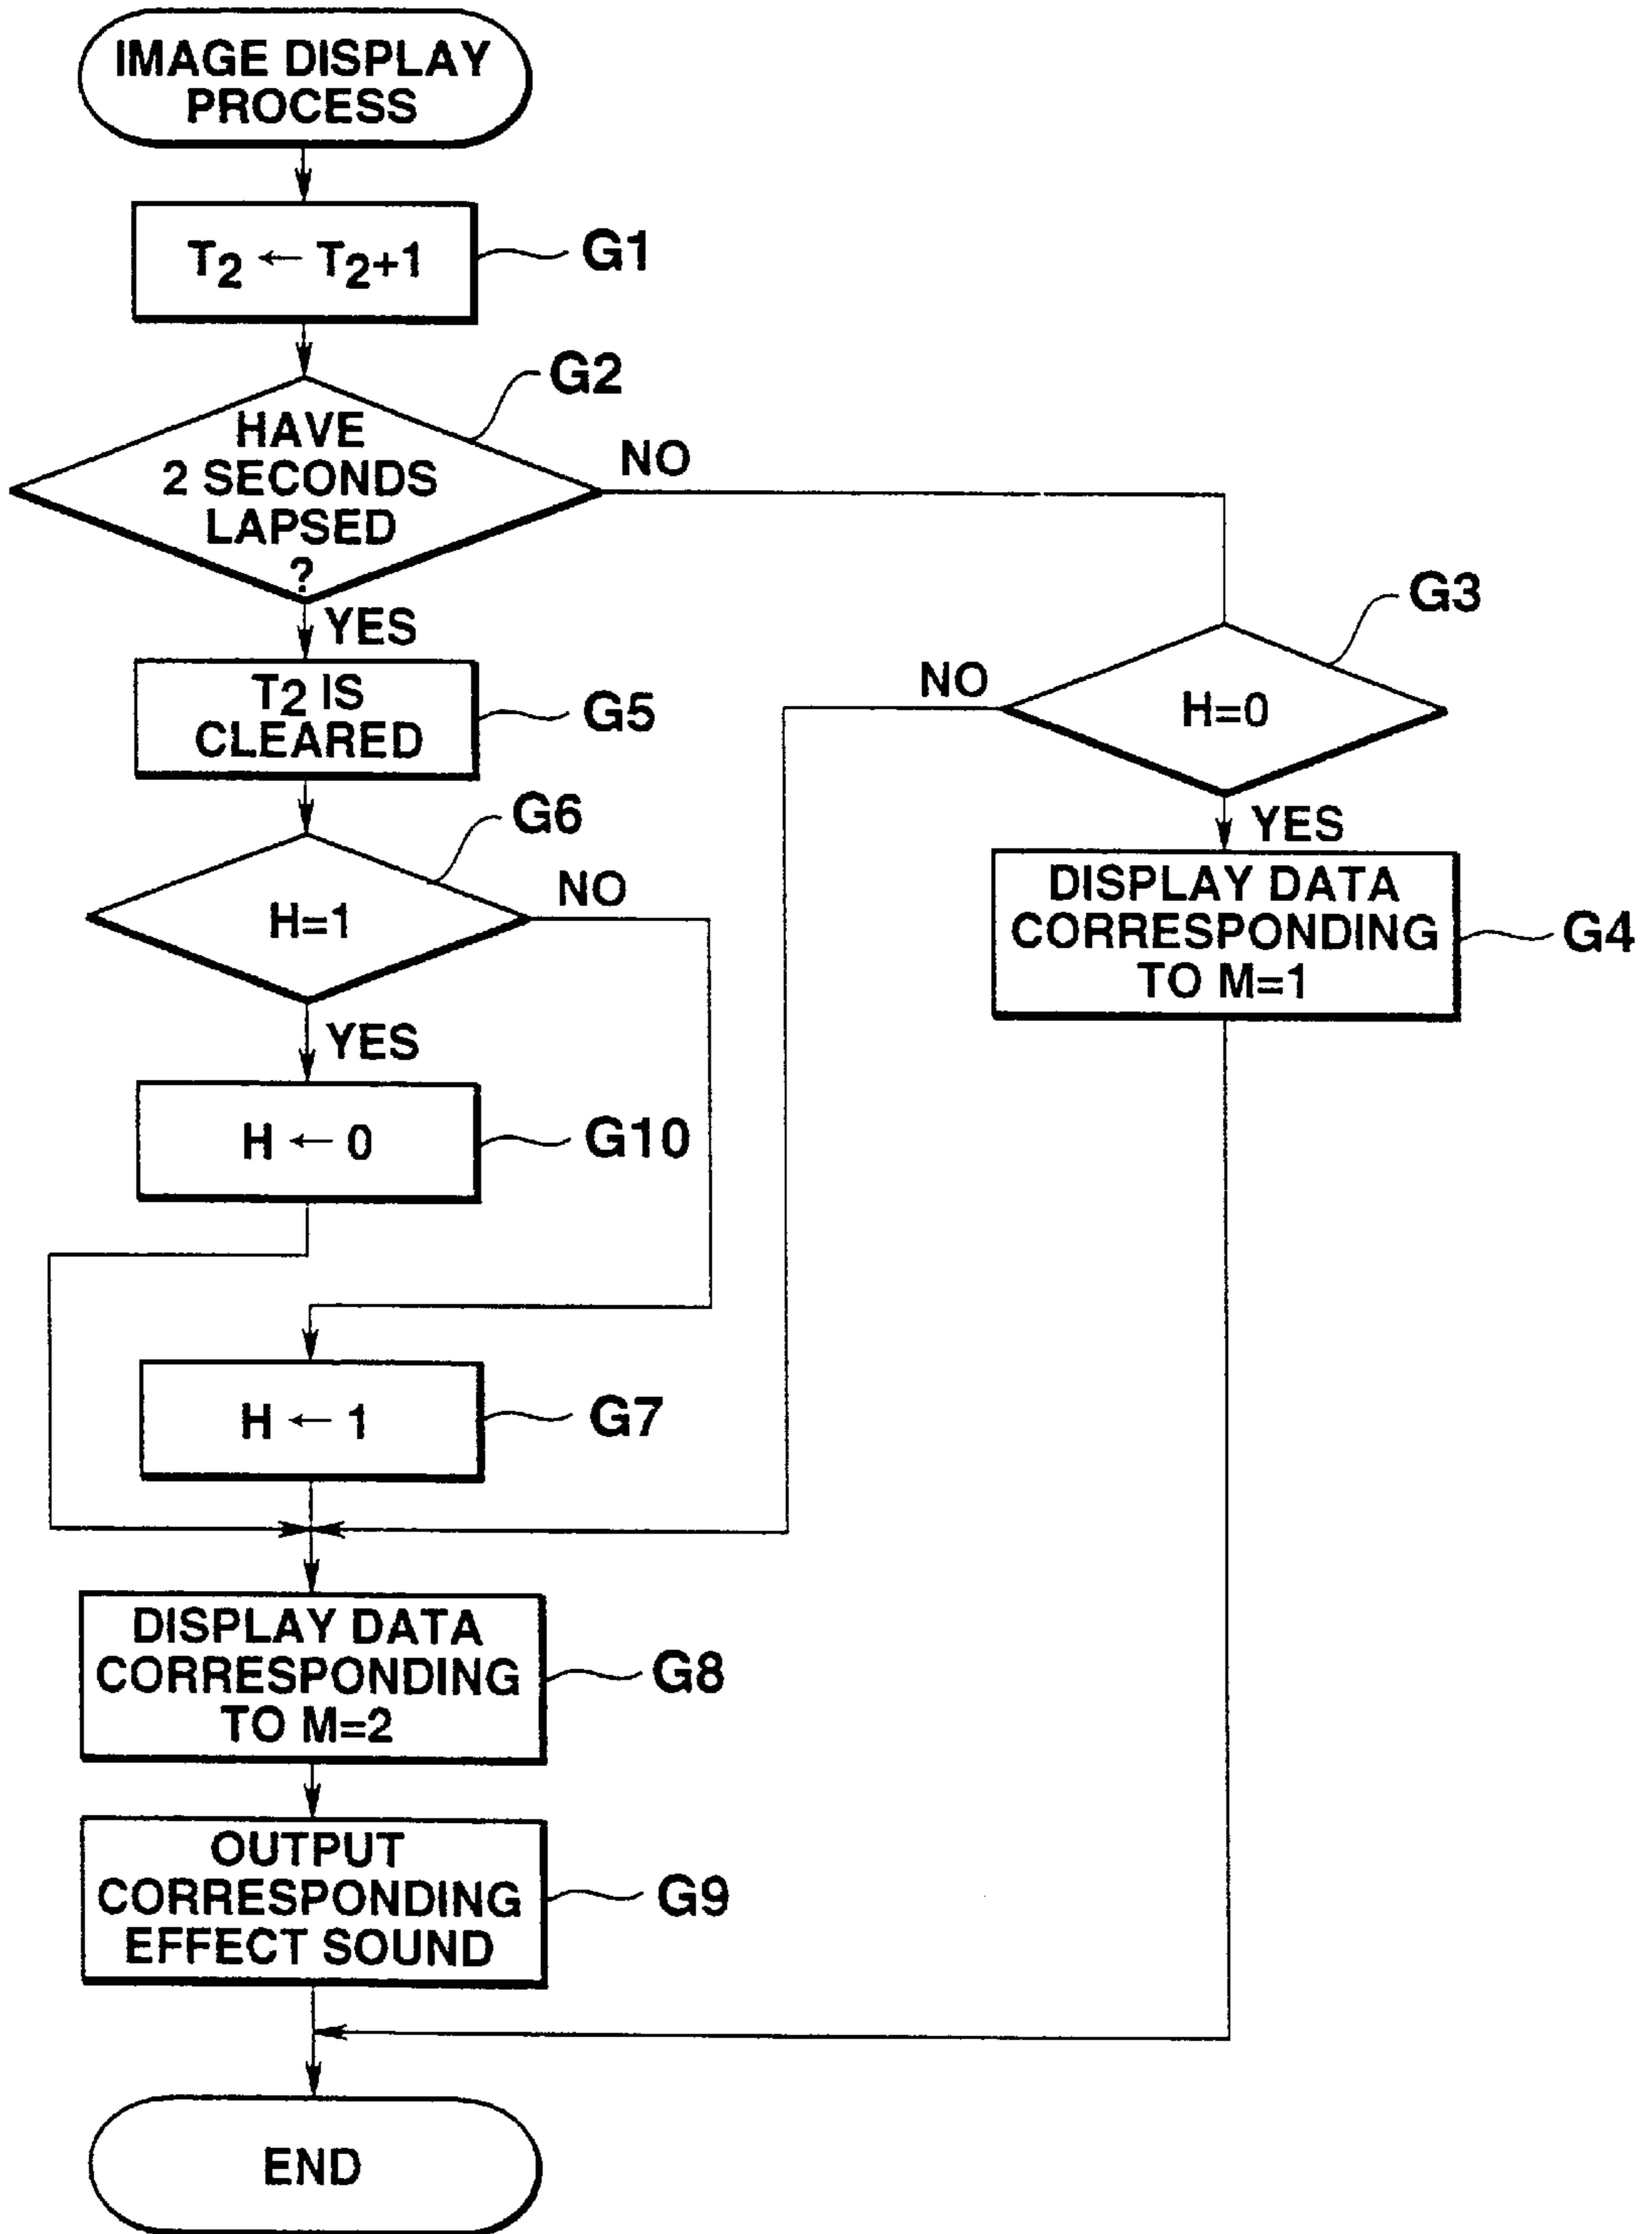 IMAGE DISPLAY
PROCESS
T2 ← T2+1
G1
G2
HAVE
2 SECONDS
LAPSED
?
NO
YES
G3
H=0
NO
YES
T2 IS
CLEARED
G5
G6
H=1
NO
YES
DISPLAY DATA
CORRESPONDING
TO M=1
G4
H ← 0
G10
H ← 1
G7
DISPLAY DATA
CORRESPONDING
TO M=2
G8
OUTPUT
CORRESPONDING
EFFECT SOUND
G9
END